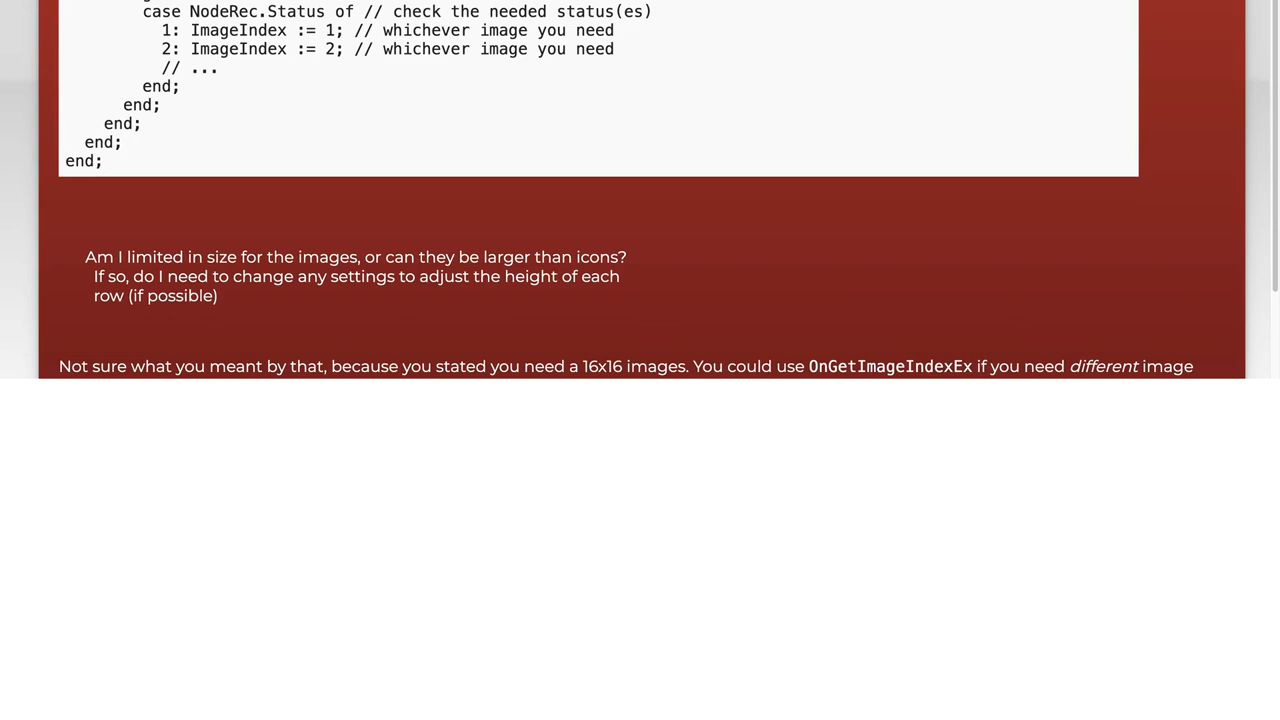 case NodeRec.Status of // check the needed status(es)
1: ImageIndex := 1; // whichever image you need
2: ImageIndex := 2; // whichever image you need
// ...
end;
end;
end;
end;
end;
Am I limited in size for the images, or can they be larger than icons?
If so, do I need to change any settings to adjust the height of each
row (if possible)
Not sure what you meant by that, because you stated you need a 16x16 images. You could use OnGetImageIndexEx if you need different image